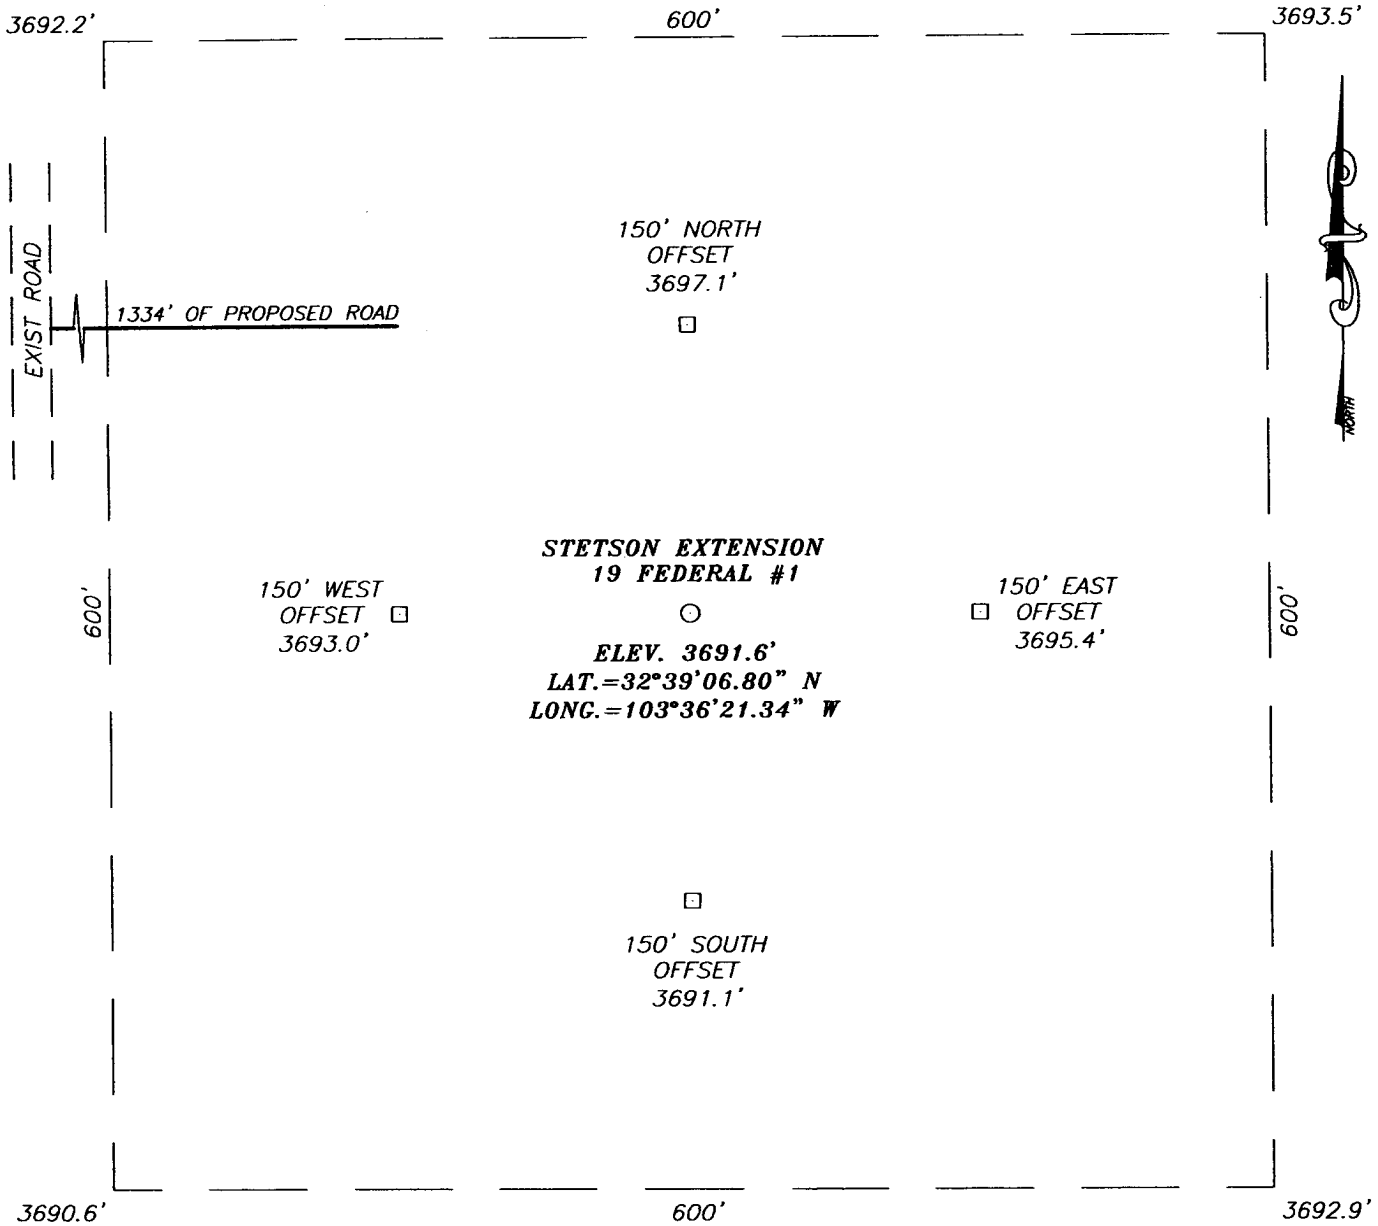 3692.2'
600'
3693.5'
150' NORTH
OFFSET
3697.1'
EXIST ROAD
1334' OF PROPOSED ROAD
NORTH
STETSON EXTENSION
19 FEDERAL #1
600'
150' WEST
OFFSET
3693.0'
150' EAST
OFFSET
3695.4'
600'
ELEV. 3691.6'
LAT.=32°39'06.80" N
LONG.=103°36'21.34" W
150' SOUTH
OFFSET
3691.1'
3690.6'
600'
3692.9'